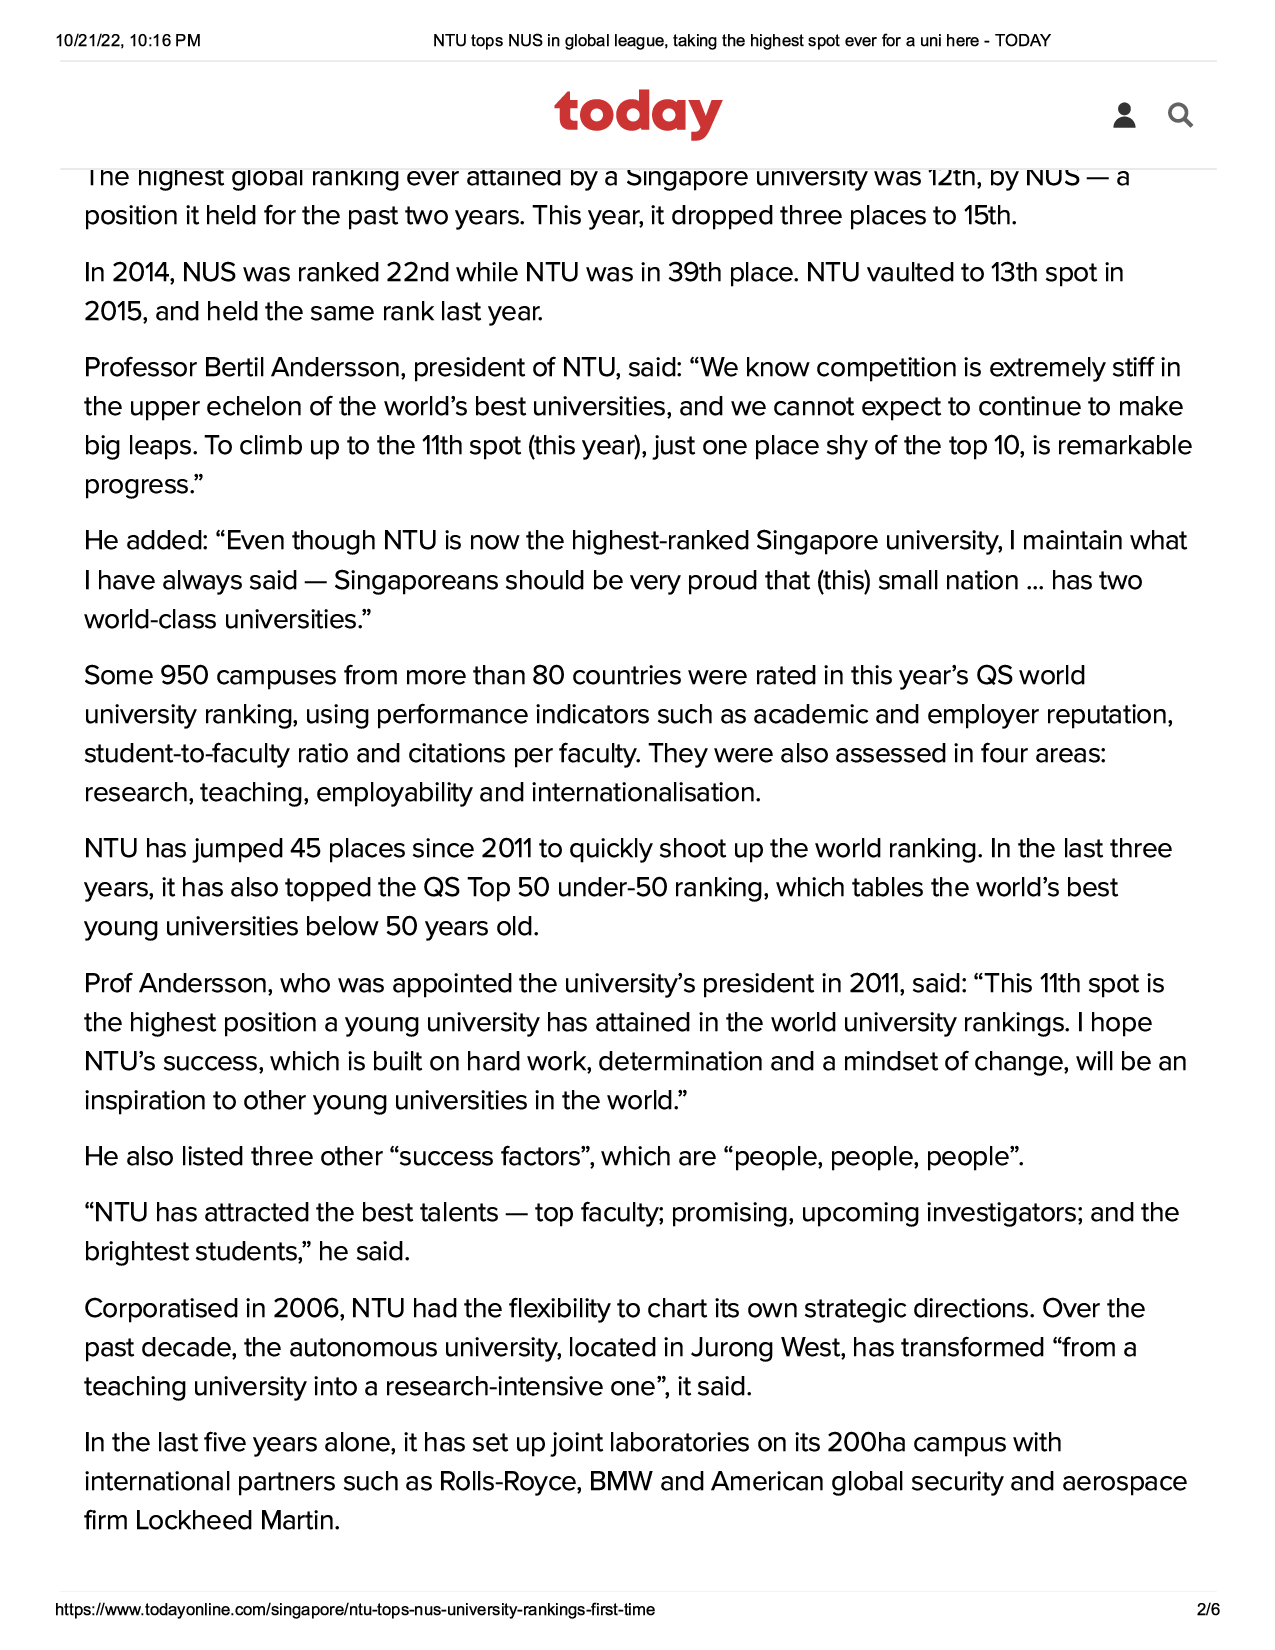 10/21/22, 10:16 PM NTU tops NUS in global league, taking the highest spot ever for a uni here - TODAY
today
The highest global ranking ever attained by a Singapore university was 12th, by NUS — a
position it held for the past two years. This year, it dropped three places to 15th.
In 2014, NUS was ranked 22nd while NTU was in 39th place. NTU vaulted to 13th spot in
2015, and held the same rank last year.
Professor Bertil Andersson, president of NTU, said: “We know competition is extremely stiff in
the upper echelon of the world’s best universities, and we cannot expect to continue to make
big leaps. To climb up to the 11th spot (this year), just one place shy of the top 10, is remarkable
progress.”
He added: “Even though NTU is now the highest-ranked Singapore university, I maintain what
I have always said — Singaporeans should be very proud that (this) small nation ... has two
world-class universities.”
Some 950 campuses from more than 80 countries were rated in this year’s QS world
university ranking, using performance indicators such as academic and employer reputation,
student-to-faculty ratio and citations per faculty. They were also assessed in four areas:
research, teaching, employability and internationalisation.
NTU has jumped 45 places since 2011 to quickly shoot up the world ranking. In the last three
years, it has also topped the QS Top 50 under-50 ranking, which tables the world’s best
young universities below 50 years old.
Prof Andersson, who was appointed the university’s president in 2011, said: “This 11th spot is
the highest position a young university has attained in the world university rankings. I hope
NTU’s success, which is built on hard work, determination and a mindset of change, will be an
inspiration to other young universities in the world.”
He also listed three other “success factors”, which are “people, people, people”.
“NTU has attracted the best talents — top faculty; promising, upcoming investigators; and the
brightest students,” he said.
Corporatised in 2006, NTU had the flexibility to chart its own strategic directions. Over the
past decade, the autonomous university, located in Jurong West, has transformed “from a
teaching university into a research-intensive one”, it said.
In the last five years alone, it has set up joint laboratories on its 200ha campus with
international partners such as Rolls-Royce, BMW and American global security and aerospace
firm Lockheed Martin.
https://www.todayonline.com/singapore/ntu-tops-nus-university-rankings-first-time 2/6